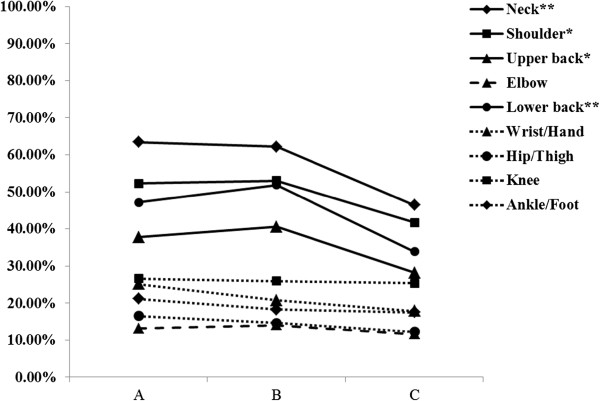 100.00%
90.00%
80.00%
70.00%
60.00%
50.00%
40.00%
30.00%
20.00%
10.00%
0.00%
A B C
Neck**
Shoulder*
Upper back*
Elbow
Lower back**
Wrist/Hand
Hip/Thigh
Knee
Ankle/Foot